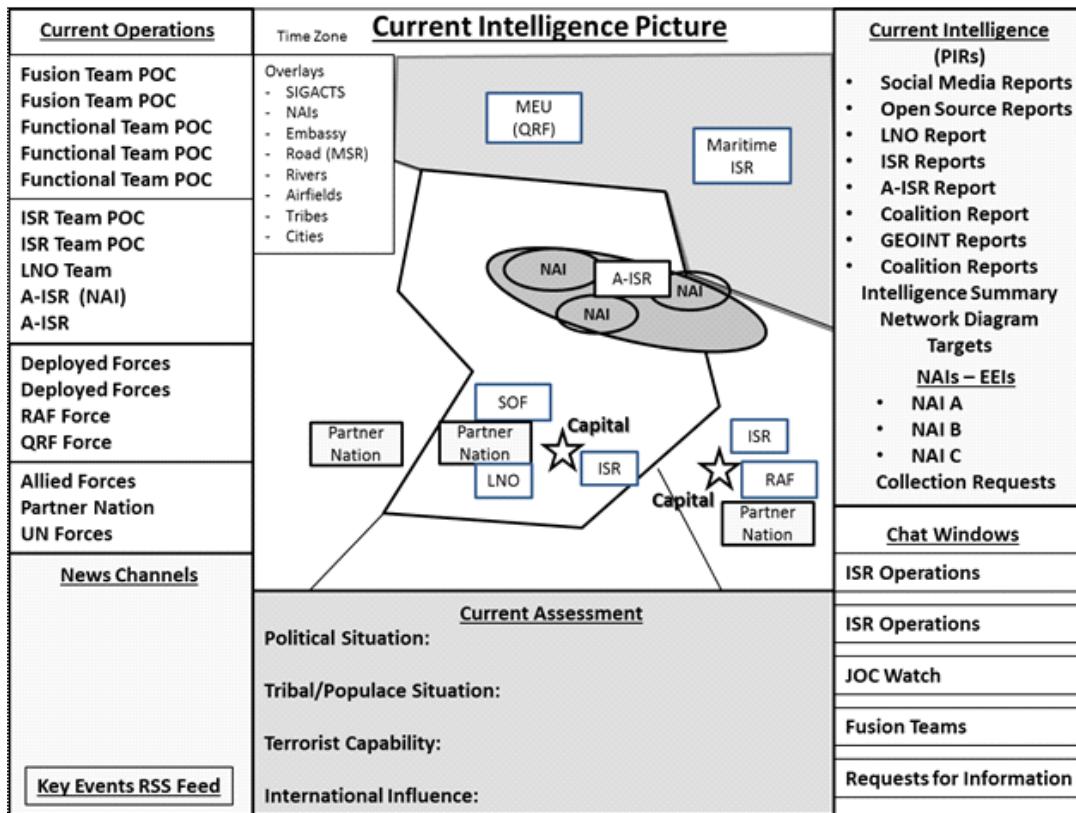 Current Operations
Fusion Team POC
Fusion Team POC
Functional Team POC
Functional Team POC
Functional Team POC
ISR Team POC
ISR Team POC
LNO Team
A-ISR (NAI)
A-ISR
Deployed Forces
Deployed Forces
RAF Force
QRF Force
Allied Forces
Partner Nation
UN Forces
News Channels
Key Events RSS Feed
Time Zone
Current Intelligence Picture
Overlays
- SIGACTS
- NAIs
- Embassy
- Road (MSR)
- Rivers
- Airfields
- Tribes
- Cities
MEU
(QRF)
Maritime
ISR
NAI
A-ISR
NAI
NAI
SOF
Partner
Nation
Partner
Nation
LNO
Capital
ISR
ISR
Capital
RAF
Partner
Nation
Current Assessment
Political Situation:
Tribal/Populace Situation:
Terrorist Capability:
International Influence:
Current Intelligence
(PIRs)
• Social Media Reports
• Open Source Reports
• LNO Report
• ISR Reports
• A-ISR Report
• Coalition Report
• GEOINT Reports
• Coalition Reports
Intelligence Summary
Network Diagram
Targets
NAIs – EEIs
• NAI A
• NAI B
• NAI C
Collection Requests
Chat Windows
ISR Operations
ISR Operations
JOC Watch
Fusion Teams
Requests for Information